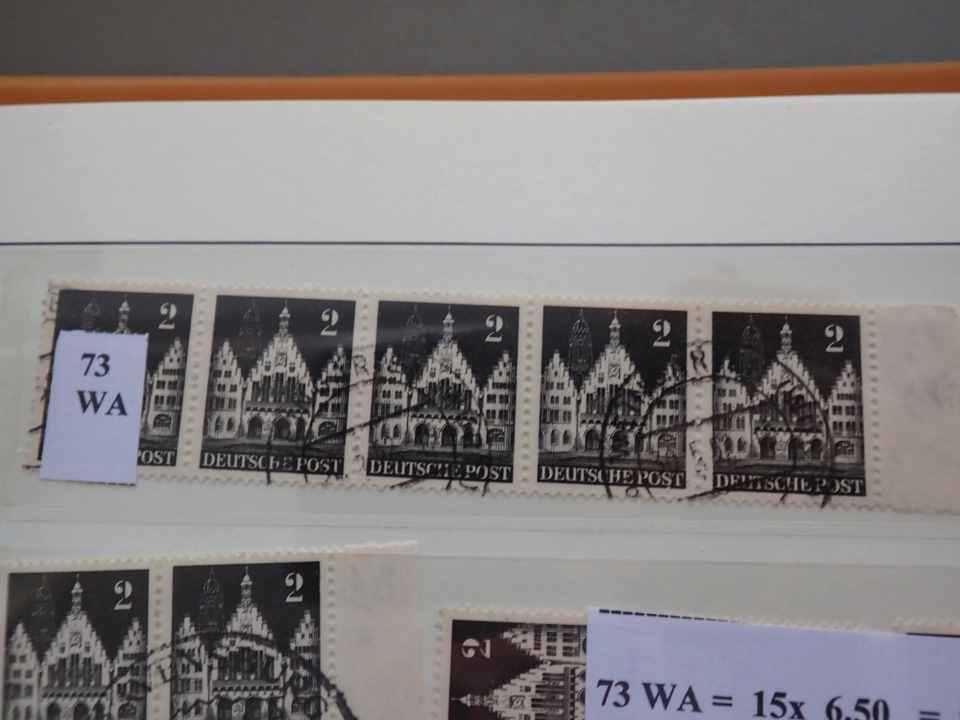 2 2 2 2 2
73
WA
POST DEUTSCHE POST DEUTSCHE POST DEUTSCHE POST DEUTSCHE POST
2 2
2
73 WA = 15x 6,50 =